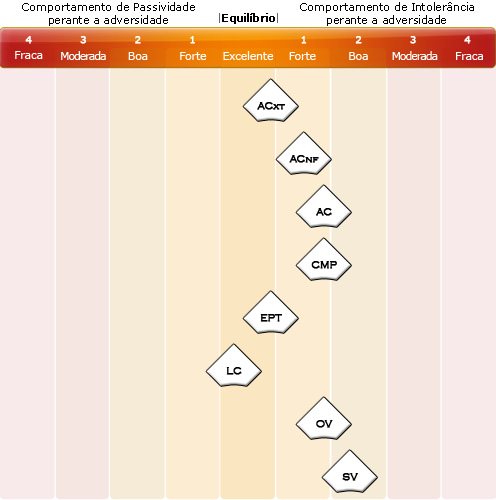 Comportamento de Passividade
perante a adversidade
|Equilíbrio|
Comportamento de Intolerância
perante a adversidade
4 3 2 1 1 2 3 4
Fraca Moderada Boa Forte Excelente Forte Boa Moderada Fraca
ACXT
ACNF
AC
CMP
EPT
LC
OV
SV